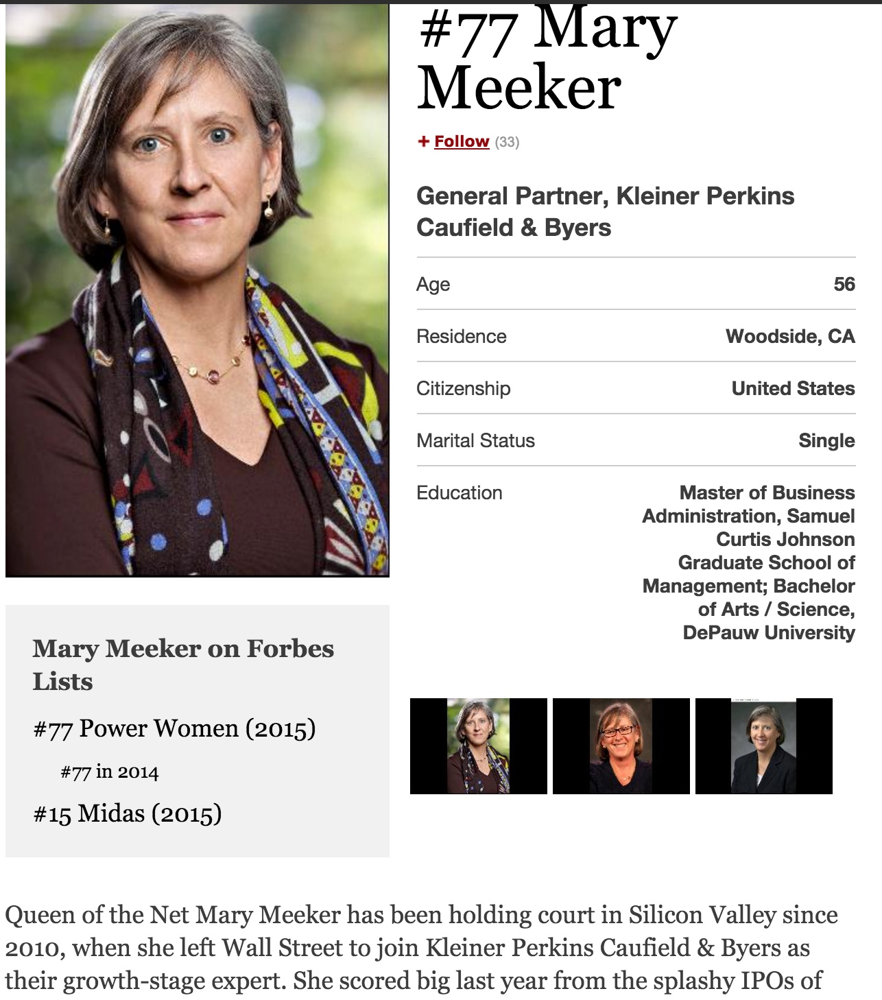 #77 Mary
Meeker
+ Follow (33)
General Partner, Kleiner Perkins
Caufield & Byers
Age 56
Residence Woodside, CA
Citizenship United States
Marital Status Single
Education Master of Business
Administration, Samuel
Curtis Johnson
Graduate School of
Management; Bachelor
of Arts / Science,
DePauw University
Mary Meeker on Forbes
Lists
#77 Power Women (2015)
#77 in 2014
#15 Midas (2015)
Queen of the Net Mary Meeker has been holding court in Silicon Valley since
2010, when she left Wall Street to join Kleiner Perkins Caufield & Byers as
their growth-stage expert. She scored big last year from the splashy IPOs of